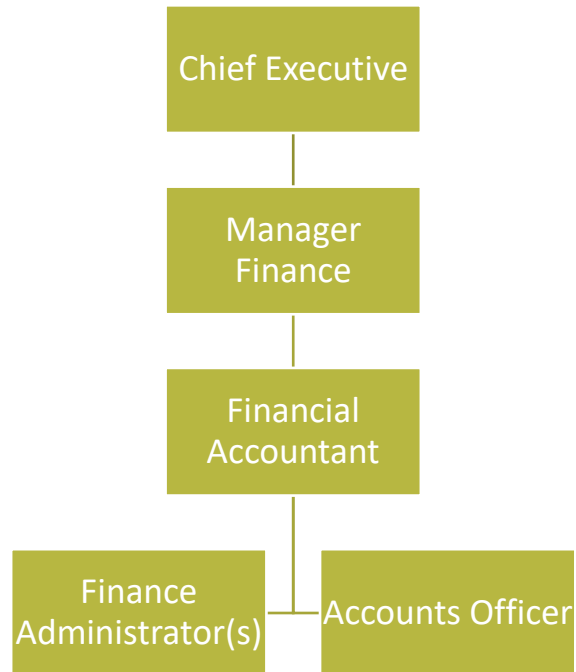 Chief Executive
Manager
Finance
Financial
Accountant
Finance
Administrator(s)
Accounts Officer